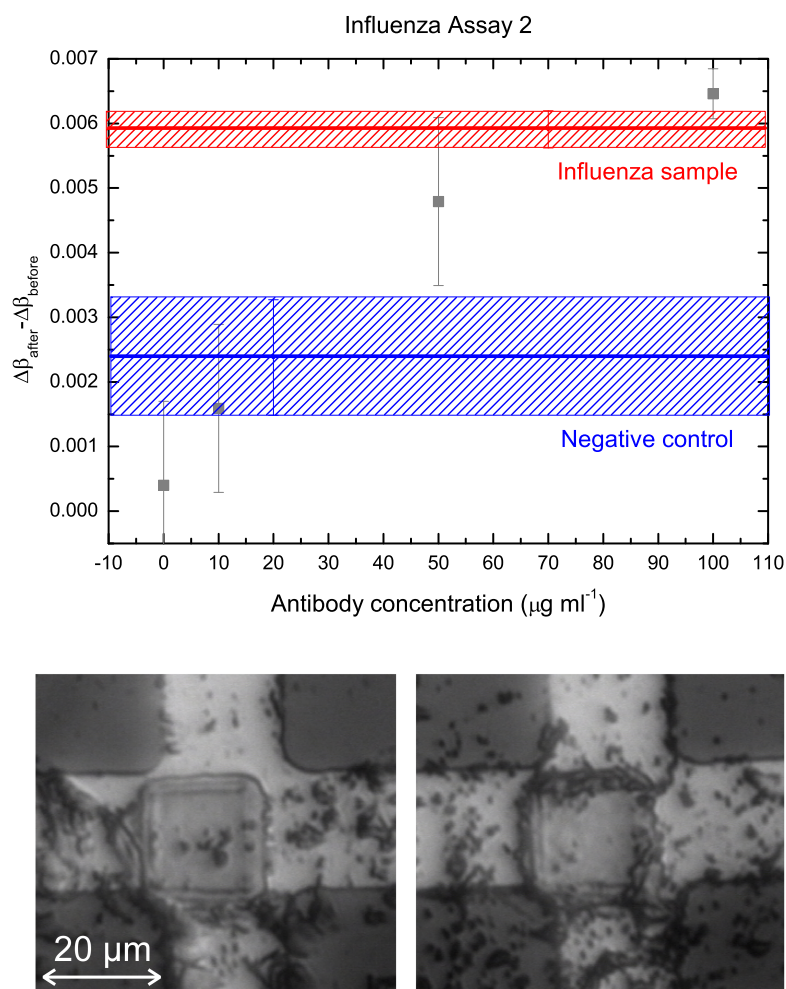 Influenza Assay 2
0.007
0.006
0.005
0.004
0.003
0.002
0.001
0.000
Δβafter-Δβbefore
Influenza sample
Negative control
-10 0 10 20 30 40 50 60 70 80 90 100 110
Antibody concentration (μg ml-1)
20 μm